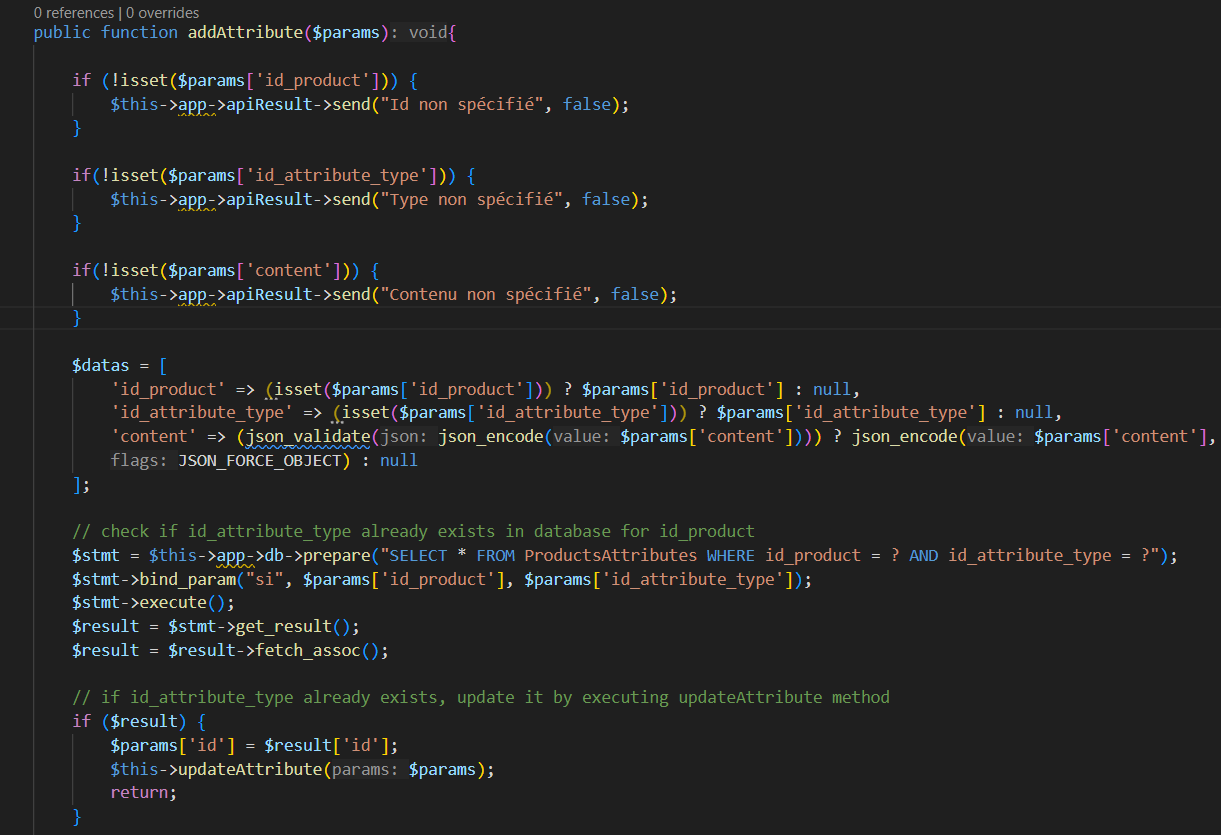 0 references | 0 overrides
public function addAttribute($params): void{
if (!isset($params['id_product'])) {
$this->app->apiResult->send("Id non spécifié", false);
}
if(!isset($params['id_attribute_type'])) {
$this->app->apiResult->send("Type non spécifié", false);
}
if(!isset($params['content'])) {
$this->app->apiResult->send("Contenu non spécifié", false);
}
$datas = [
'id_product' => (isset($params['id_product'])) ? $params['id_product'] : null,
'id_attribute_type' => (isset($params['id_attribute_type'])) ? $params['id_attribute_type'] : null,
'content' => (json_validate(json: json_encode(value: $params['content']))) ? json_encode(value: $params['content'],
flags: JSON_FORCE_OBJECT) : null
];
// check if id_attribute_type already exists in database for id_product
$stmt = $this->app->db->prepare("SELECT * FROM ProductsAttributes WHERE id_product = ? AND id_attribute_type = ?");
$stmt->bind_param("si", $params['id_product'], $params['id_attribute_type']);
$stmt->execute();
$result = $stmt->get_result();
$result = $result->fetch_assoc();
// if id_attribute_type already exists, update it by executing updateAttribute method
if ($result) {
$params['id'] = $result['id'];
$this->updateAttribute(params: $params);
return;
}